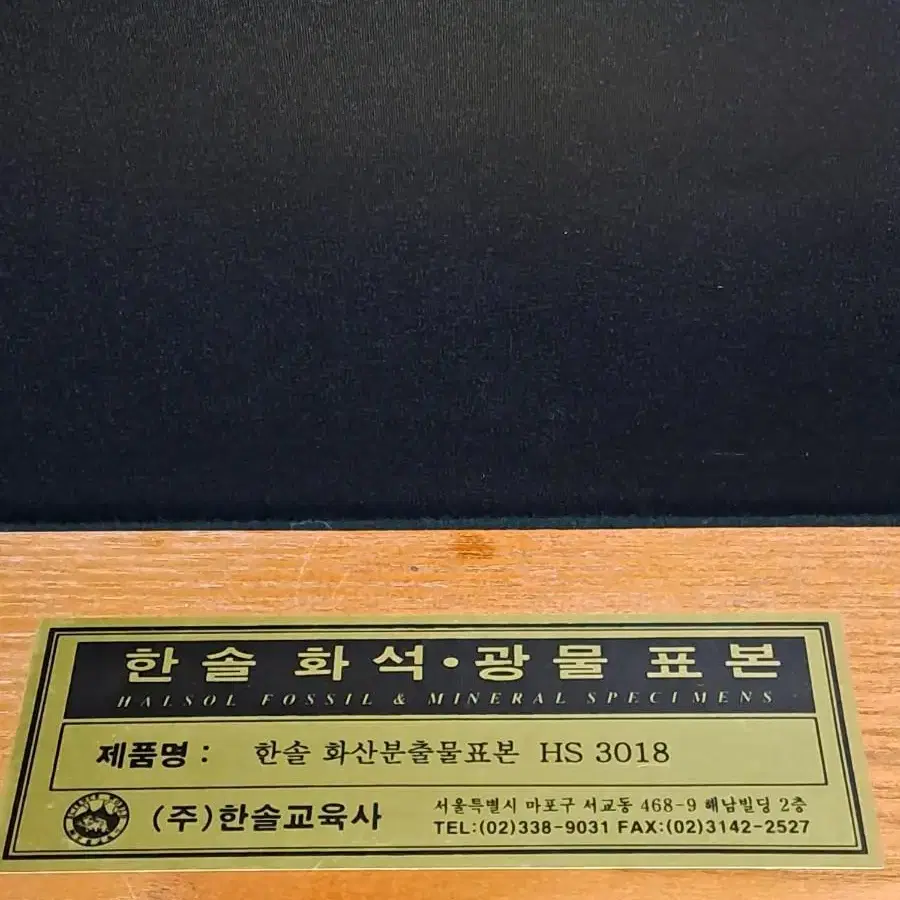 한솔 화석·광물 표본
HALSOL FOSSIL & MINERAL SPECIMENS
제품명 : 한솔 화산분출물표본 HS 3018
(주)한솔교육사
서울특별시 마포구 서교동 468-9 해남빌딩 2층
TEL:(02)338-9031 FAX:(02)3142-2527